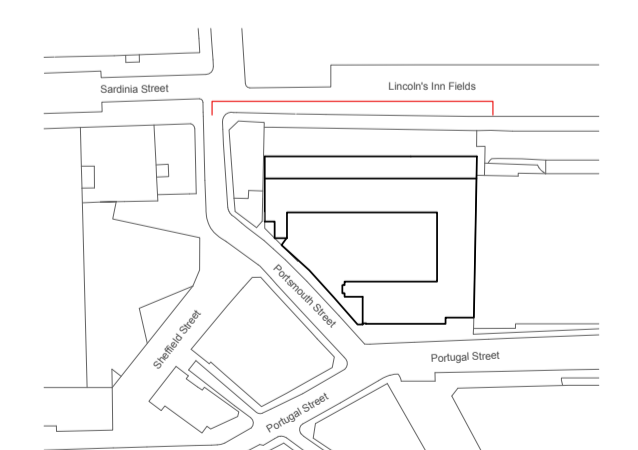 Sardinia Street
Lincoln's Inn Fields
Portsmouth Street
Sheffield Street
Portugal Street
Portugal Street